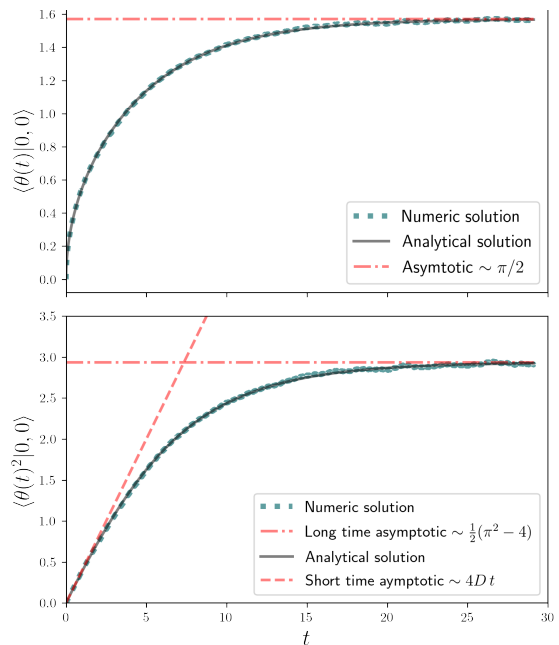 1.6
1.4
1.2
1.0
0.8
0.6
0.4
0.2
0.0
⟨θ(t)|0, 0⟩
Numeric solution
Analytical solution
Asymtotic ∼ π/2
3.5
3.0
2.5
2.0
1.5
1.0
0.5
0.0
⟨θ(t)²|0, 0⟩
Numeric solution
Long time asymptotic ∼ ½(π² − 4)
Analytical solution
Short time aymptotic ∼ 4D t
0 5 10 15 20 25 30
t